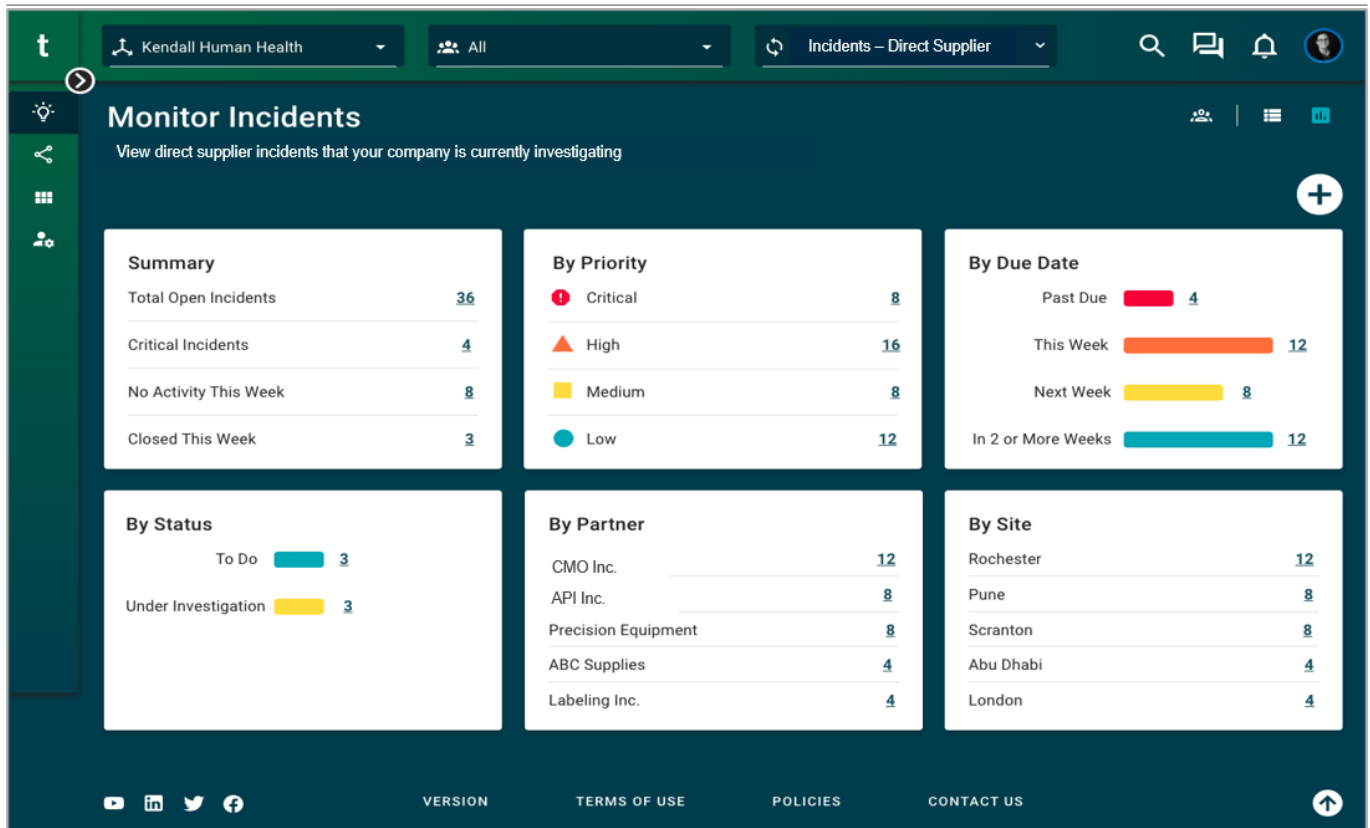 t
Kendall Human Health
All
Incidents – Direct Supplier
Monitor Incidents
View direct supplier incidents that your company is currently investigating
Summary
Total Open Incidents 36
Critical Incidents 4
No Activity This Week 8
Closed This Week 3
By Priority
Critical 8
High 16
Medium 8
Low 12
By Due Date
Past Due 4
This Week 12
Next Week 8
In 2 or More Weeks 12
By Status
To Do 3
Under Investigation 3
By Partner
CMO Inc. 12
API Inc. 8
Precision Equipment 8
ABC Supplies 4
Labeling Inc. 4
By Site
Rochester 12
Pune 8
Scranton 8
Abu Dhabi 4
London 4
VERSION
TERMS OF USE
POLICIES
CONTACT US